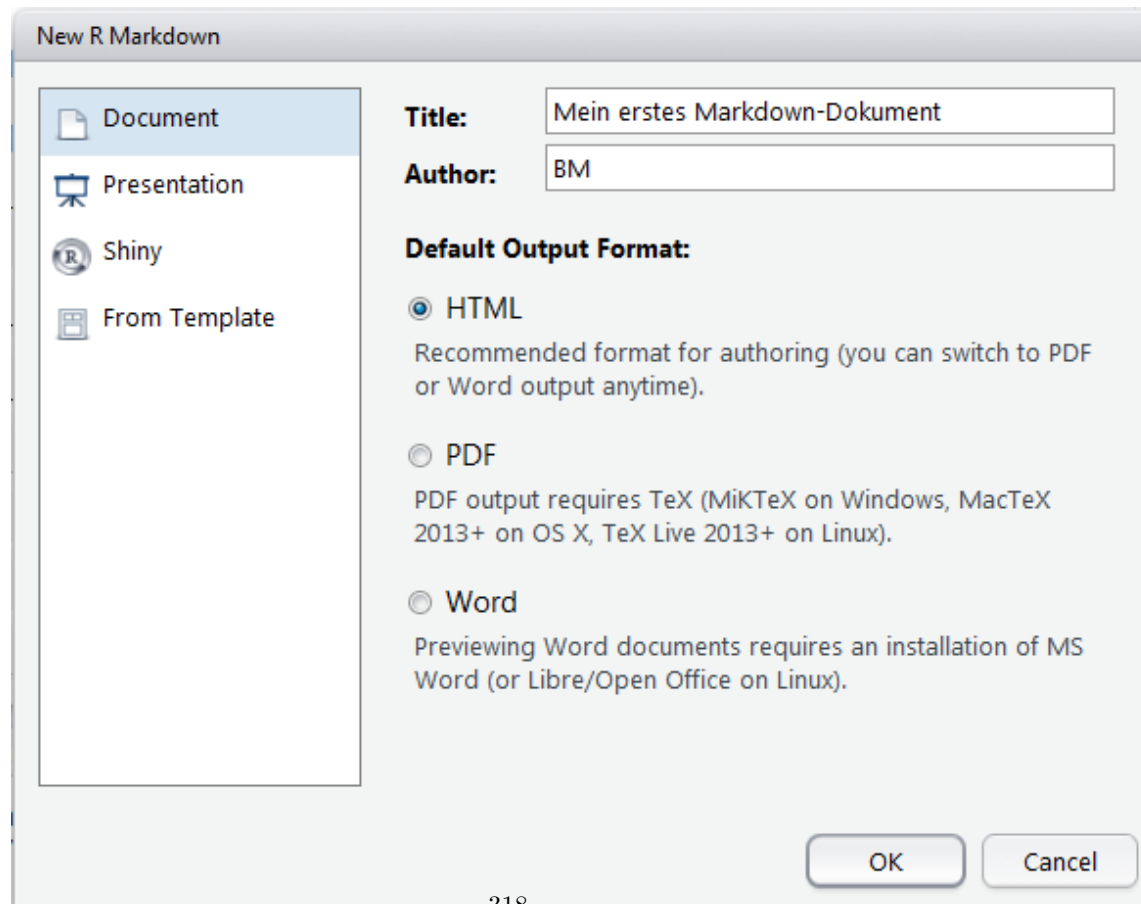 New R Markdown
Document
Presentation
Shiny
From Template
Title:
Mein erstes Markdown-Dokument
Author:
BM
Default Output Format:
HTML
Recommended format for authoring (you can switch to PDF
or Word output anytime).
PDF
PDF output requires TeX (MiKTeX on Windows, MacTeX
2013+ on OS X, TeX Live 2013+ on Linux).
Word
Previewing Word documents requires an installation of MS
Word (or Libre/Open Office on Linux).
OK
Cancel
318